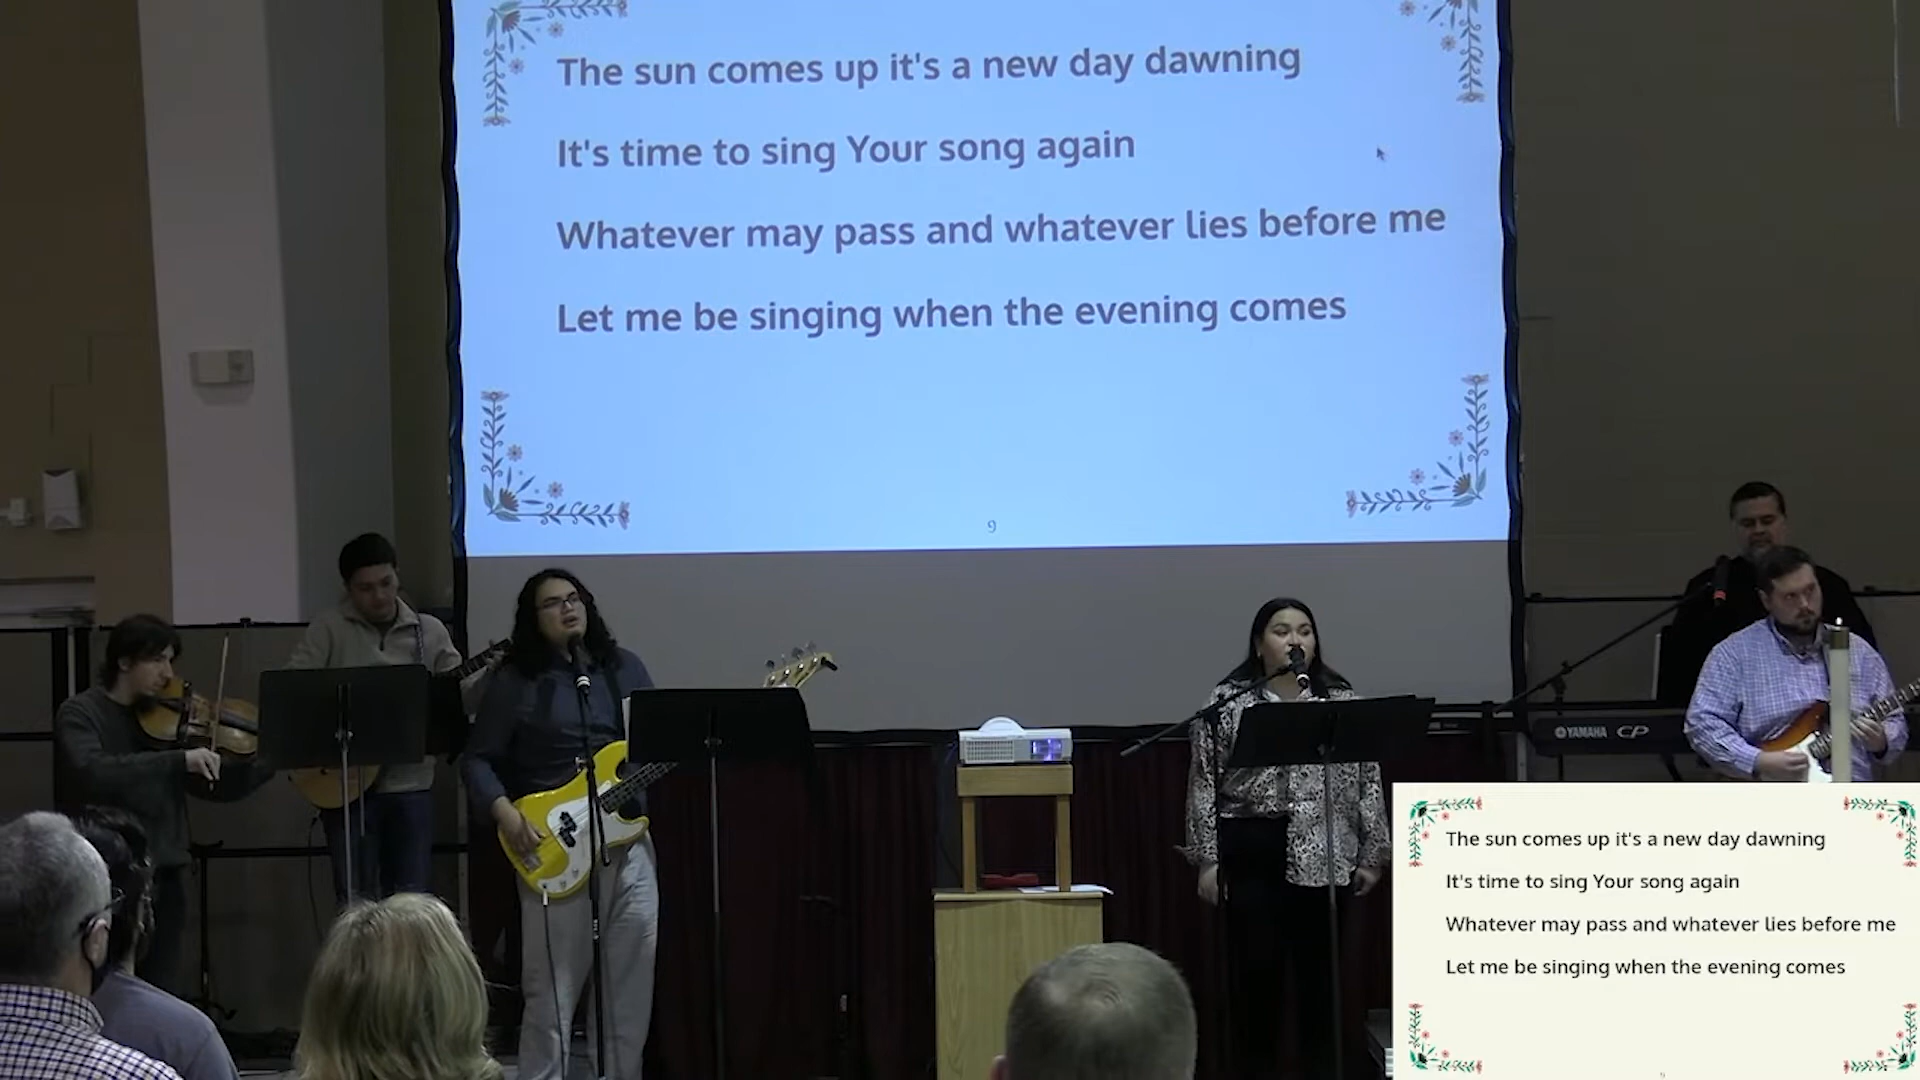 The sun comes up it's a new day dawning
It's time to sing Your song again
Whatever may pass and whatever lies before me
Let me be singing when the evening comes
9
YAMAHA CP
The sun comes up it's a new day dawning
It's time to sing Your song again
Whatever may pass and whatever lies before me
Let me be singing when the evening comes
9